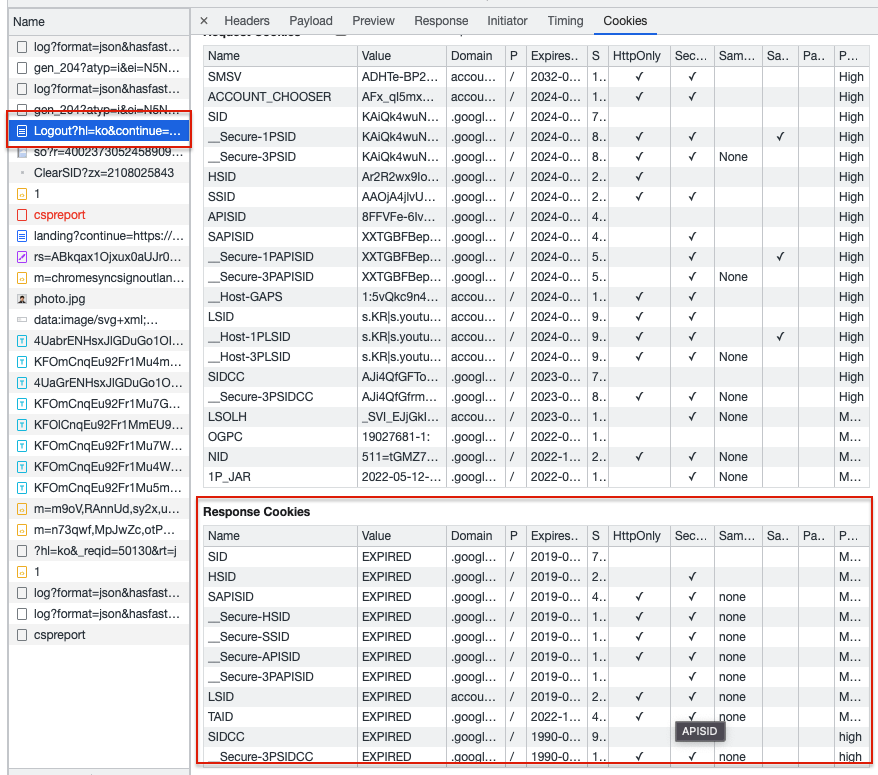 Name
log?format=json&hasfast…
gen_204?atyp=i&ei=N5N…
log?format=json&hasfast…
gen_204?atyp=i&ei=N5N…
Logout?hl=ko&continue=…
so?r=4002373052458909…
ClearSID?zx=2108025843
1
cspreport
landing?continue=https://…
rs=ABkqax1Ojxux0aUJr0…
m=chromesyncsignoutlan…
photo.jpg
data:image/svg+xml;…
4UabrENHsxJlGDuGo1OI…
KFOmCnqEu92Fr1Mu4m…
4UaGrENHsxJlGDuGo1O…
KFOmCnqEu92Fr1Mu7G…
KFOlCnqEu92Fr1MmEU9…
KFOmCnqEu92Fr1Mu7W…
KFOmCnqEu92Fr1Mu4W…
KFOmCnqEu92Fr1Mu5m…
m=m9oV,RAnnUd,sy2x,u…
m=n73qwf,MpJwZc,otP…
?hl=ko&_reqid=50130&rt=j
1
log?format=json&hasfast…
log?format=json&hasfast…
cspreport
× Headers Payload Preview Response Initiator Timing Cookies
Request Cookies
Name Value Domain P Expires.. S HttpOnly Sec… Sam… Sa.. Pa.. P…
SMSV ADHTe-BP2… accou… / 2032-0… 1.. ✓ ✓ High
ACCOUNT_CHOOSER AFx_qI5mx… accou… / 2024-0… 1.. ✓ ✓ High
SID KAiQk4wuN… .googl… / 2024-0… 7.. High
__Secure-1PSID KAiQk4wuN… .googl… / 2024-0… 8.. ✓ ✓ ✓ High
__Secure-3PSID KAiQk4wuN… .googl… / 2024-0… 8.. ✓ ✓ None High
HSID Ar2R2wx9Io… .googl… / 2024-0… 2.. ✓ High
SSID AAOjA4jlvU… .googl… / 2024-0… 2.. ✓ ✓ High
APISID 8FFVFe-6Iv… .googl… / 2024-0… 4.. High
SAPISID XXTGBFBep… .googl… / 2024-0… 4.. ✓ High
__Secure-1PAPISID XXTGBFBep… .googl… / 2024-0… 5.. ✓ ✓ High
__Secure-3PAPISID XXTGBFBep… .googl… / 2024-0… 5.. ✓ None High
__Host-GAPS 1:5vQkc9n4… accou… / 2024-0… 1.. ✓ ✓ High
LSID s.KR|s.youtu… accou… / 2024-0… 9.. ✓ ✓ High
__Host-1PLSID s.KR|s.youtu… accou… / 2024-0… 9.. ✓ ✓ ✓ High
__Host-3PLSID s.KR|s.youtu… accou… / 2024-0… 9.. ✓ ✓ None High
SIDCC AJi4QfGFTo… .googl… / 2023-0… 7.. High
__Secure-3PSIDCC AJi4QfGfrm… .googl… / 2023-0… 8.. ✓ ✓ None High
LSOLH _SVI_EJjGkI… accou… / 2023-0… 1.. ✓ None M…
OGPC 19027681-1: .googl… / 2022-0… 1.. M…
NID 511=tGMZ7… .googl… / 2022-1… 2.. ✓ ✓ None M…
1P_JAR 2022-05-12-… .googl… / 2022-0… 1.. ✓ None M…
Response Cookies
Name Value Domain P Expires.. S HttpOnly Sec… Sam… Sa.. Pa.. P…
SID EXPIRED .googl… / 2019-0… 7.. M…
HSID EXPIRED .googl… / 2019-0… 2.. ✓ M…
SAPISID EXPIRED .googl… / 2019-0… 4.. ✓ ✓ none M…
__Secure-HSID EXPIRED .googl… / 2019-0… 1.. ✓ ✓ none M…
__Secure-SSID EXPIRED .googl… / 2019-0… 1.. ✓ ✓ none M…
__Secure-APISID EXPIRED .googl… / 2019-0… 1.. ✓ ✓ none M…
__Secure-3PAPISID EXPIRED .googl… / 2019-0… 1.. ✓ none M…
LSID EXPIRED accou… / 2019-0… 2.. ✓ ✓ none M…
TAID EXPIRED .googl… / 2022-1… 4.. ✓ ✓ none M…
APISID
SIDCC EXPIRED .googl… / 1990-0… 9.. high
__Secure-3PSIDCC EXPIRED .googl… / 1990-0… 1.. ✓ ✓ none high